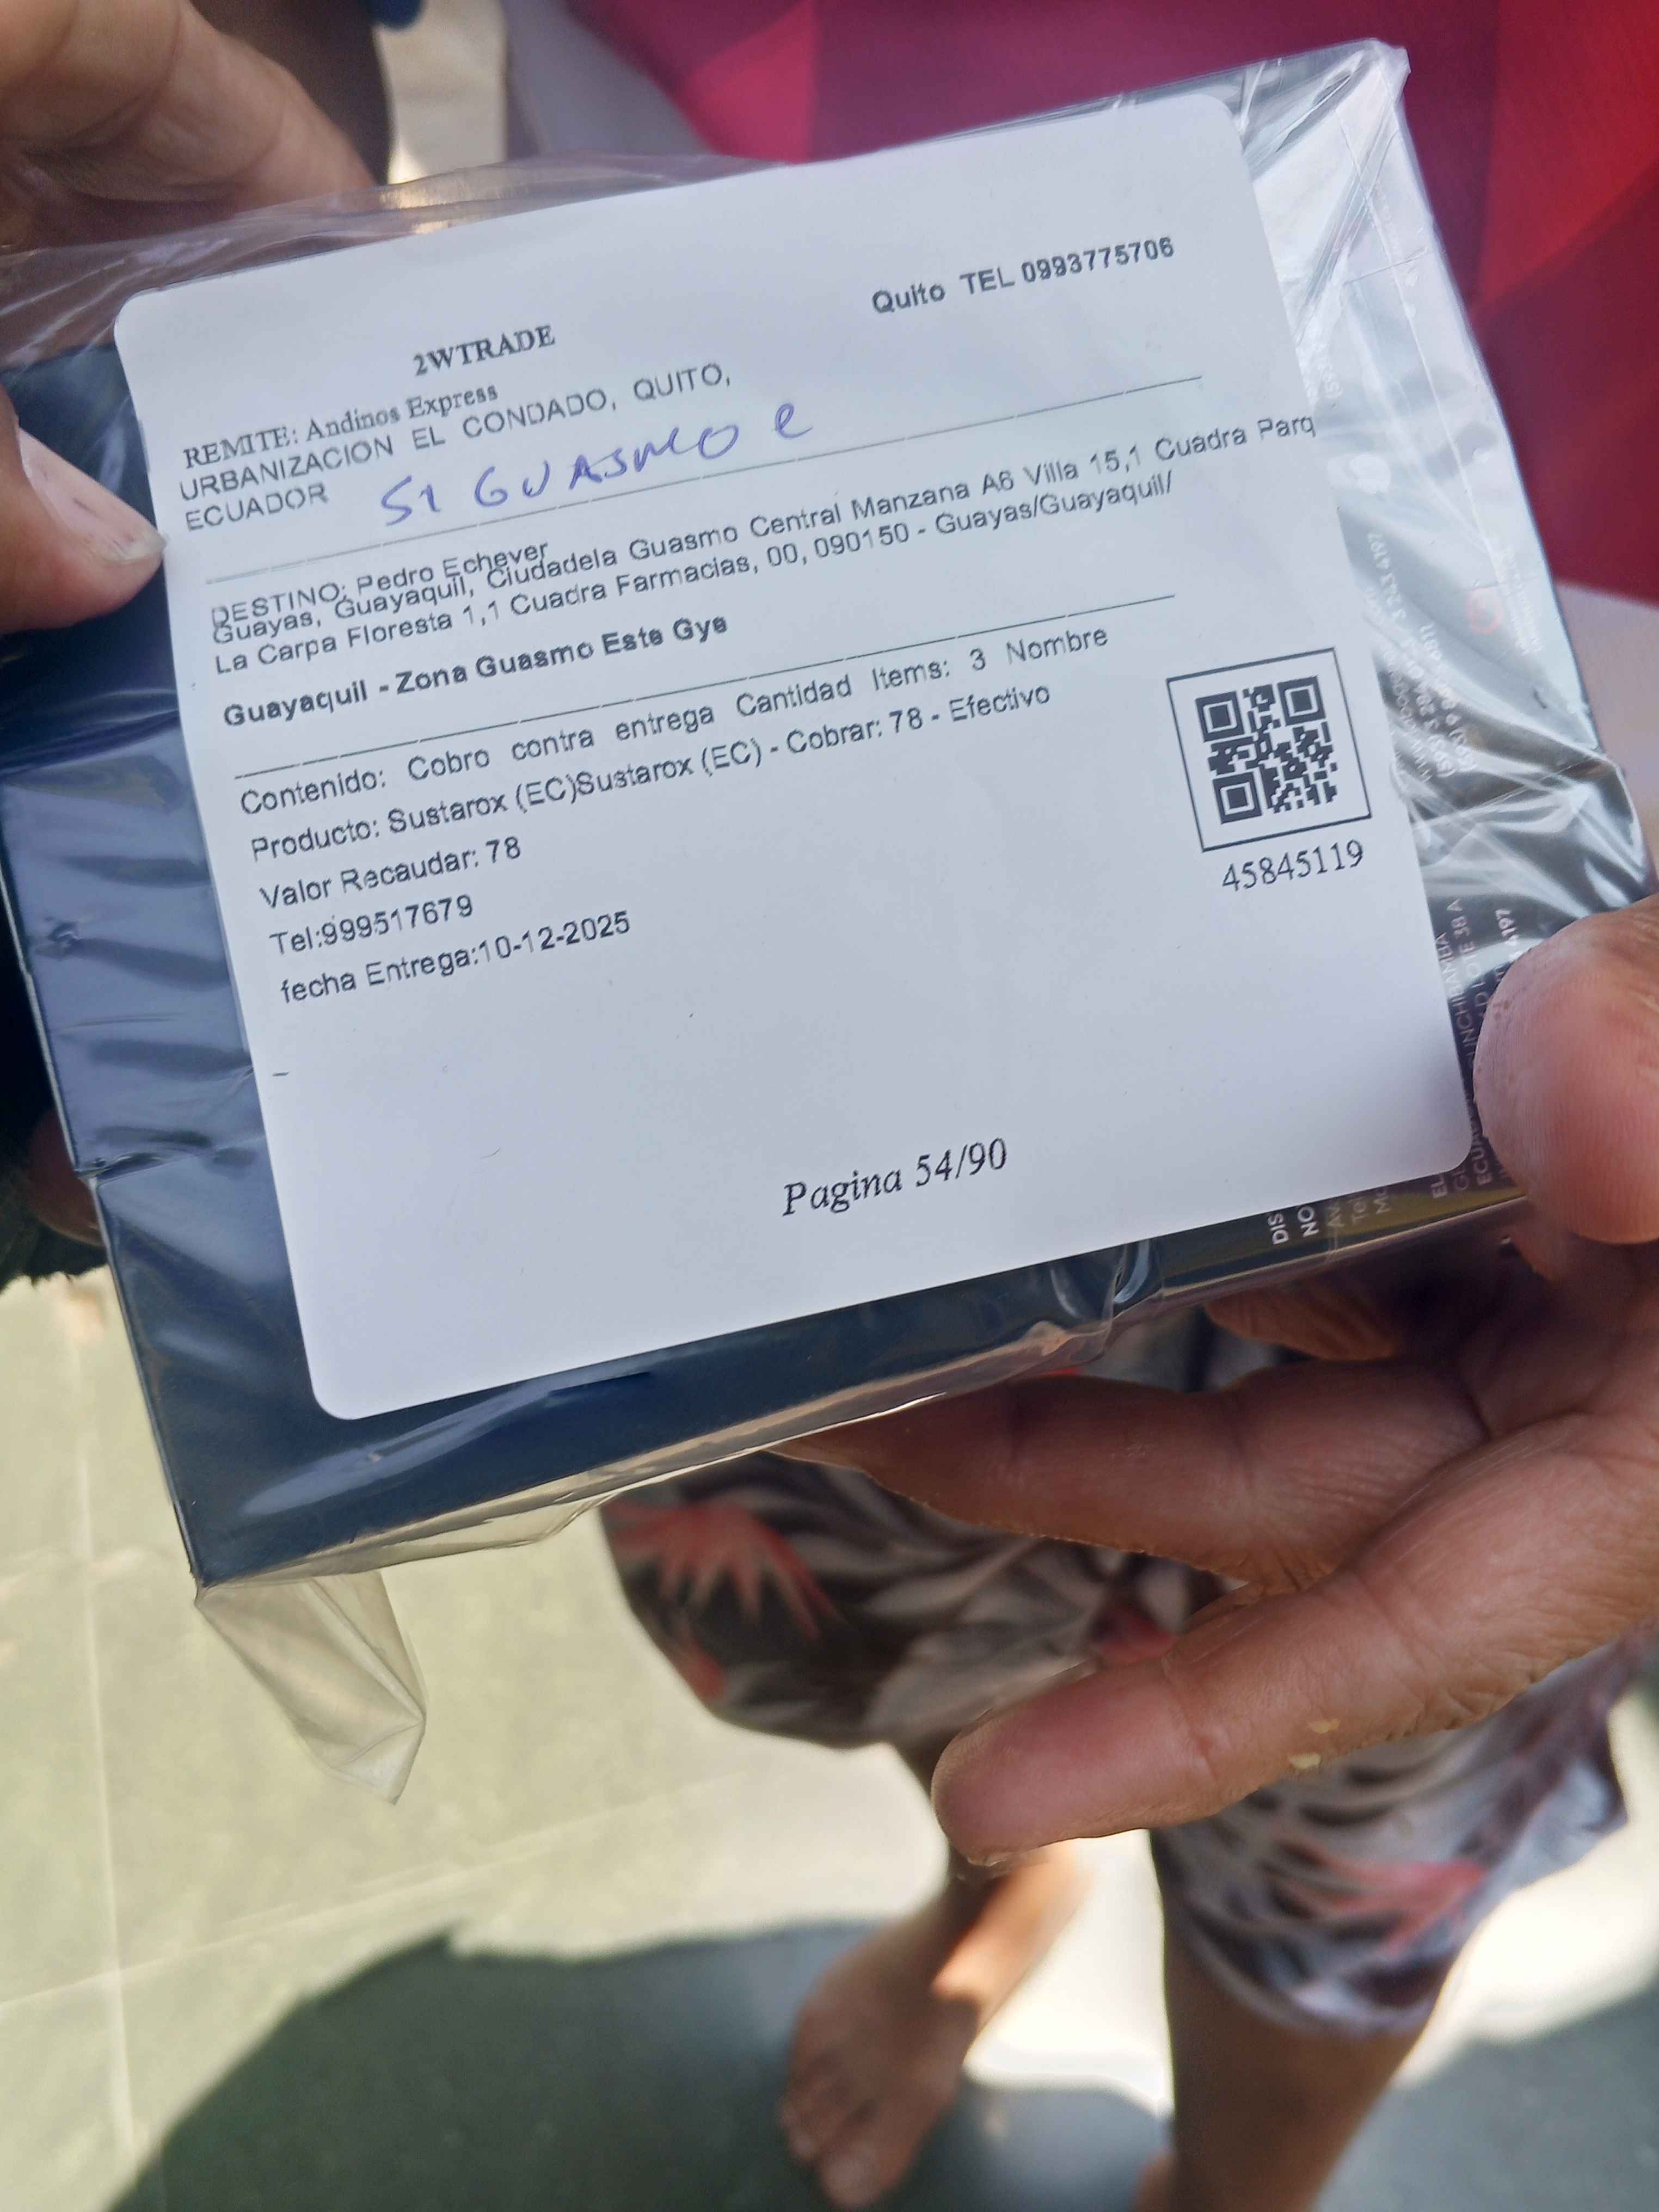 Quito TEL 0993775706
2WTRADE
REMITE: Andinos Express
URBANIZACION EL CONDADO, QUITO,
ECUADOR
SI GUASMO e
DESTINO: Pedro Echever
Guayas, Guayaquil, Ciudadela Guasmo Central Manzana A6 Villa 15,1 Cuadra Parq
La Carpa Floresta 1,1 Cuadra Farmacias, 00, 090150 - Guayas/Guayaquil/
Guayaquil - Zona Guasmo Este Gye
Contenido: Cobro contra entrega Cantidad Items: 3 Nombre
Producto: Sustarox (EC)Sustarox (EC) - Cobrar: 78 - Efectivo
Valor Recaudar: 78
Tel:999517679
fecha Entrega:10-12-2025
-
45845119
Pagina 54/90
DIS
NO